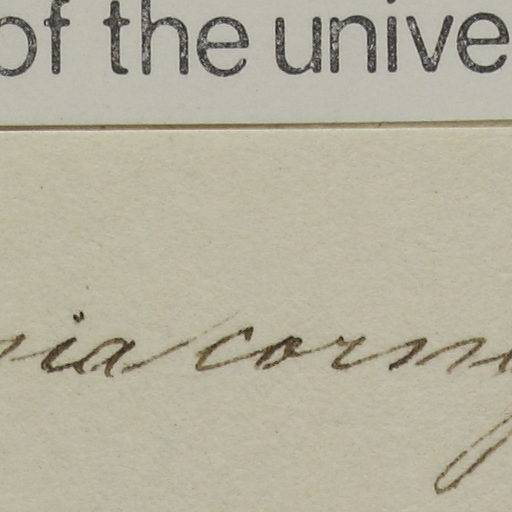 of the unive
ia corn